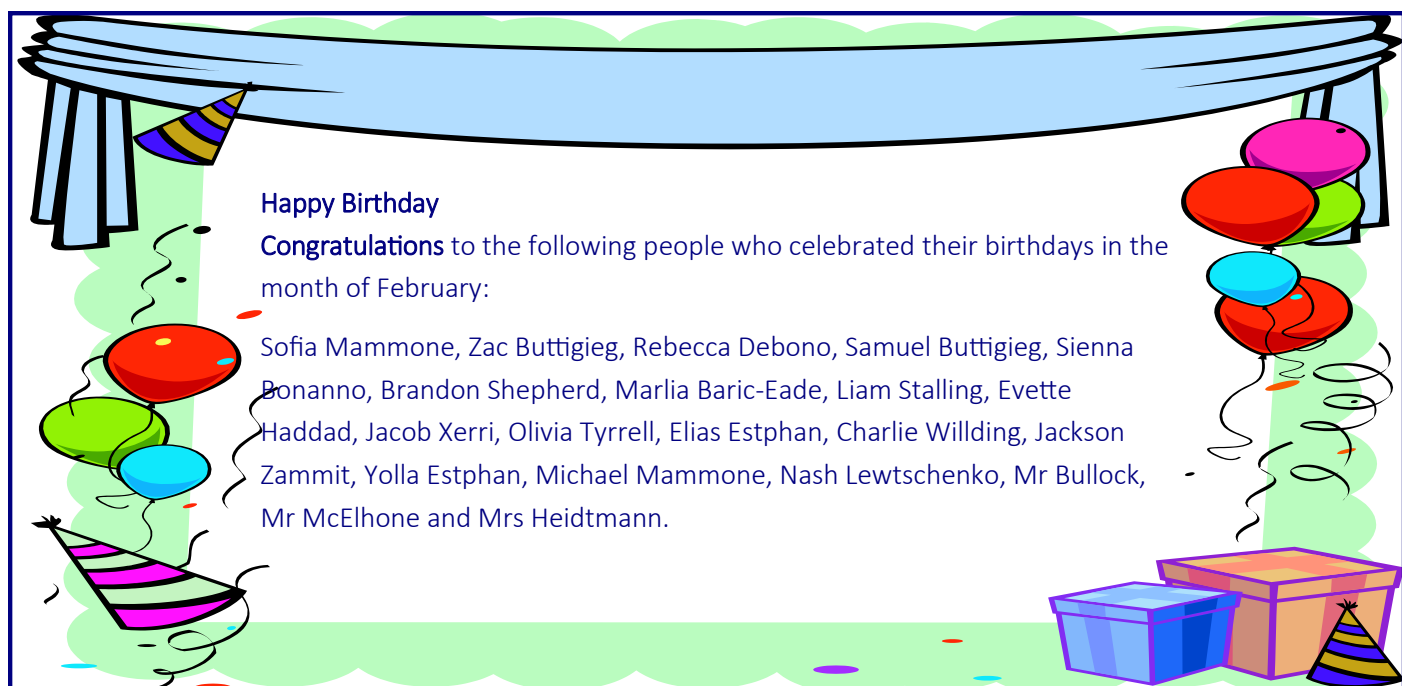 Happy Birthday
Congratulations to the following people who celebrated their birthdays in the
month of February:
Sofia Mammone, Zac Buttigieg, Rebecca Debono, Samuel Buttigieg, Sienna
Bonanno, Brandon Shepherd, Marlia Baric-Eade, Liam Stalling, Evette
Haddad, Jacob Xerri, Olivia Tyrrell, Elias Estphan, Charlie Willding, Jackson
Zammit, Yolla Estphan, Michael Mammone, Nash Lewtschenko, Mr Bullock,
Mr McElhone and Mrs Heidtmann.